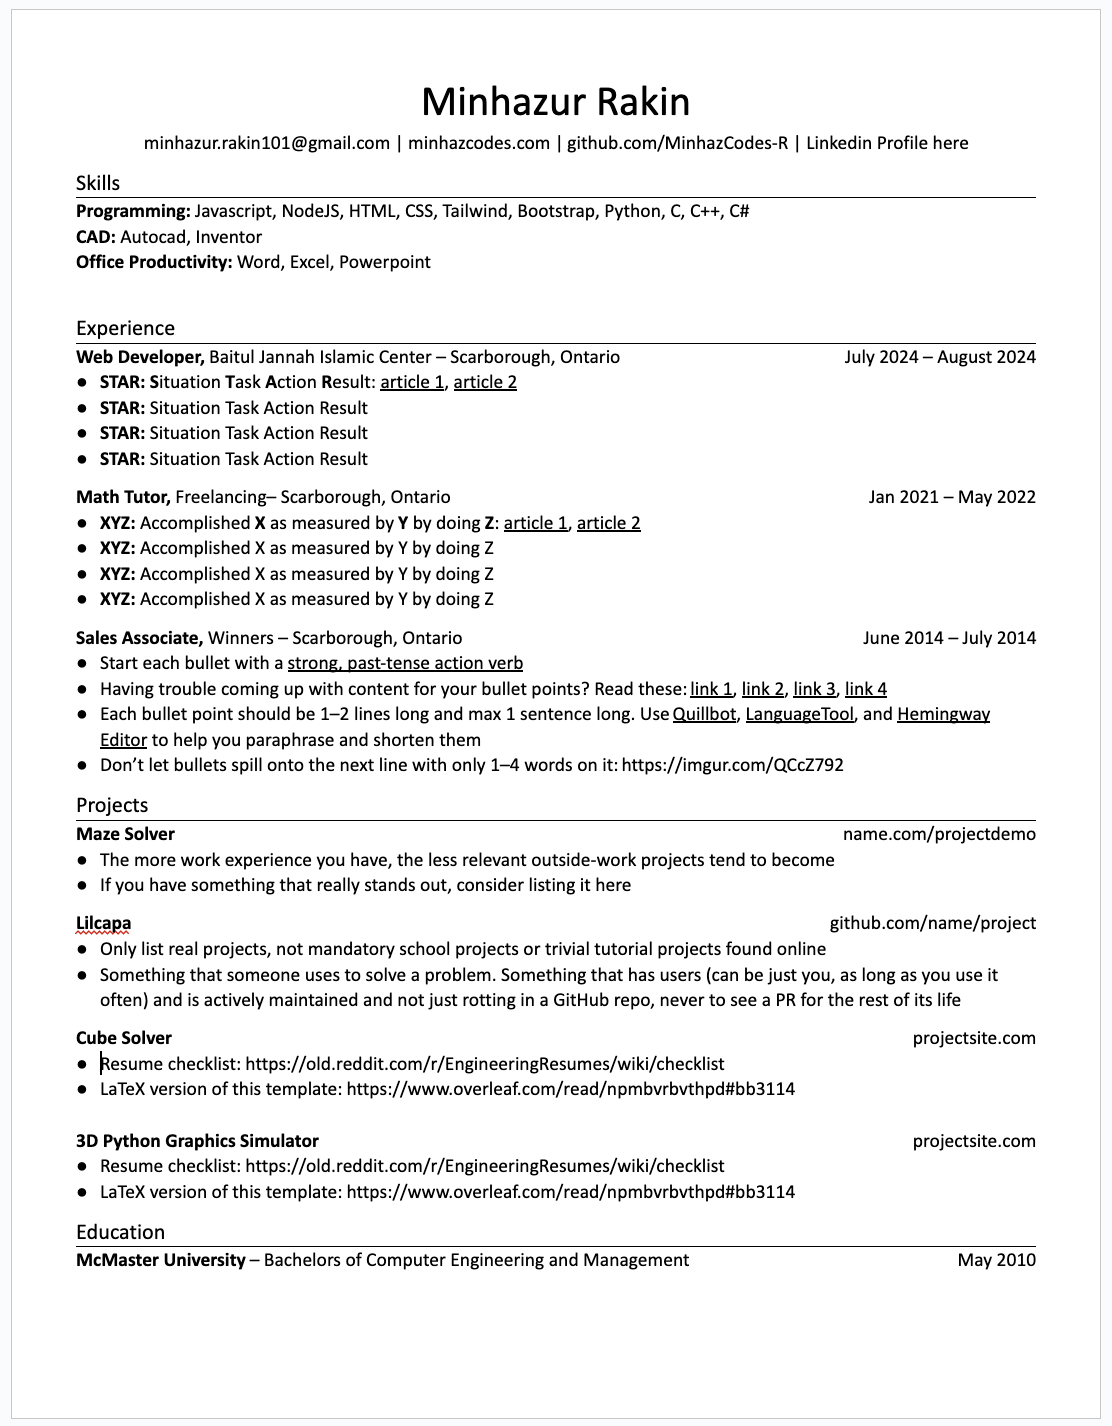 Minhazur Rakin
minhazur.rakin101@gmail.com | minhazcodes.com | github.com/MinhazCodes-R | Linkedin Profile here
Skills
Programming: Javascript, NodeJS, HTML, CSS, Tailwind, Bootstrap, Python, C, C++, C#
CAD: Autocad, Inventor
Office Productivity: Word, Excel, Powerpoint
Experience
Web Developer, Baitul Jannah Islamic Center – Scarborough, Ontario July 2024 – August 2024
● STAR: Situation Task Action Result: article 1, article 2
● STAR: Situation Task Action Result
● STAR: Situation Task Action Result
● STAR: Situation Task Action Result
Math Tutor, Freelancing– Scarborough, Ontario Jan 2021 – May 2022
● XYZ: Accomplished X as measured by Y by doing Z: article 1, article 2
● XYZ: Accomplished X as measured by Y by doing Z
● XYZ: Accomplished X as measured by Y by doing Z
● XYZ: Accomplished X as measured by Y by doing Z
Sales Associate, Winners – Scarborough, Ontario June 2014 – July 2014
● Start each bullet with a strong, past-tense action verb
● Having trouble coming up with content for your bullet points? Read these: link 1, link 2, link 3, link 4
● Each bullet point should be 1–2 lines long and max 1 sentence long. Use Quillbot, LanguageTool, and Hemingway
Editor to help you paraphrase and shorten them
● Don’t let bullets spill onto the next line with only 1–4 words on it: https://imgur.com/QCcZ792
Projects
Maze Solver name.com/projectdemo
● The more work experience you have, the less relevant outside-work projects tend to become
● If you have something that really stands out, consider listing it here
Lilcapa github.com/name/project
● Only list real projects, not mandatory school projects or trivial tutorial projects found online
● Something that someone uses to solve a problem. Something that has users (can be just you, as long as you use it
often) and is actively maintained and not just rotting in a GitHub repo, never to see a PR for the rest of its life
Cube Solver projectsite.com
● Resume checklist: https://old.reddit.com/r/EngineeringResumes/wiki/checklist
● LaTeX version of this template: https://www.overleaf.com/read/npmbvrbvthpd#bb3114
3D Python Graphics Simulator projectsite.com
● Resume checklist: https://old.reddit.com/r/EngineeringResumes/wiki/checklist
● LaTeX version of this template: https://www.overleaf.com/read/npmbvrbvthpd#bb3114
Education
McMaster University – Bachelors of Computer Engineering and Management May 2010